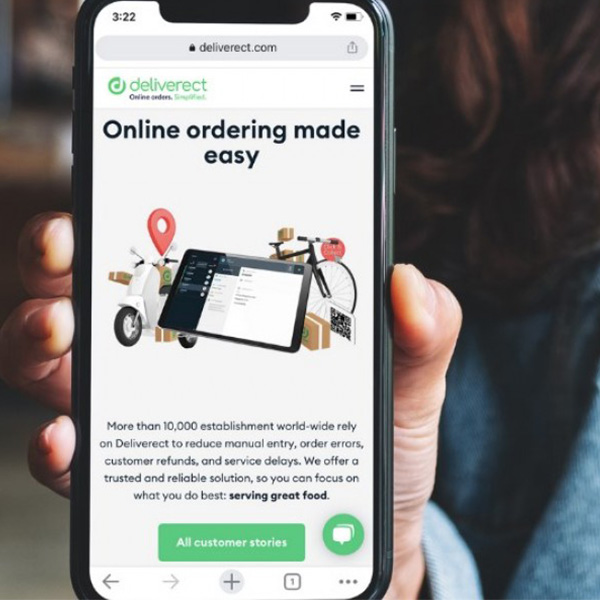 3:22
deliverect.com
deliverect
Online orders. Simplified.
Online ordering made
easy
More than 10,000 establishment world-wide rely
on Deliverect to reduce manual entry, order errors,
customer refunds, and service delays. We offer a
trusted and reliable solution, so you can focus on
what you do best: serving great food.
All customer stories
1